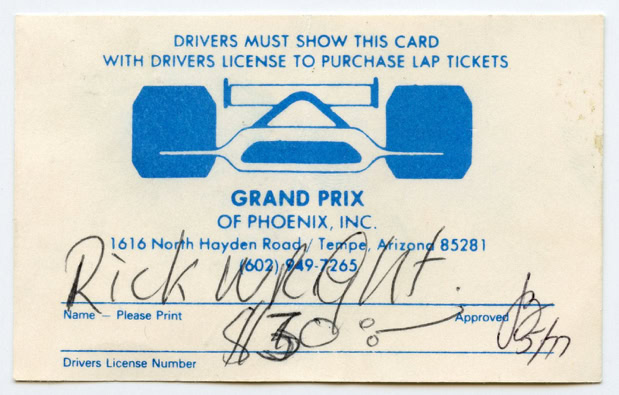 DRIVERS MUST SHOW THIS CARD
WITH DRIVERS LICENSE TO PURCHASE LAP TICKETS
GRAND PRIX
OF PHOENIX, INC.
1616 North Hayden Road / Tempe, Arizona 85281
(602) 949-7265
Rick Wright
Name – Please Print
Approved
Drivers License Number